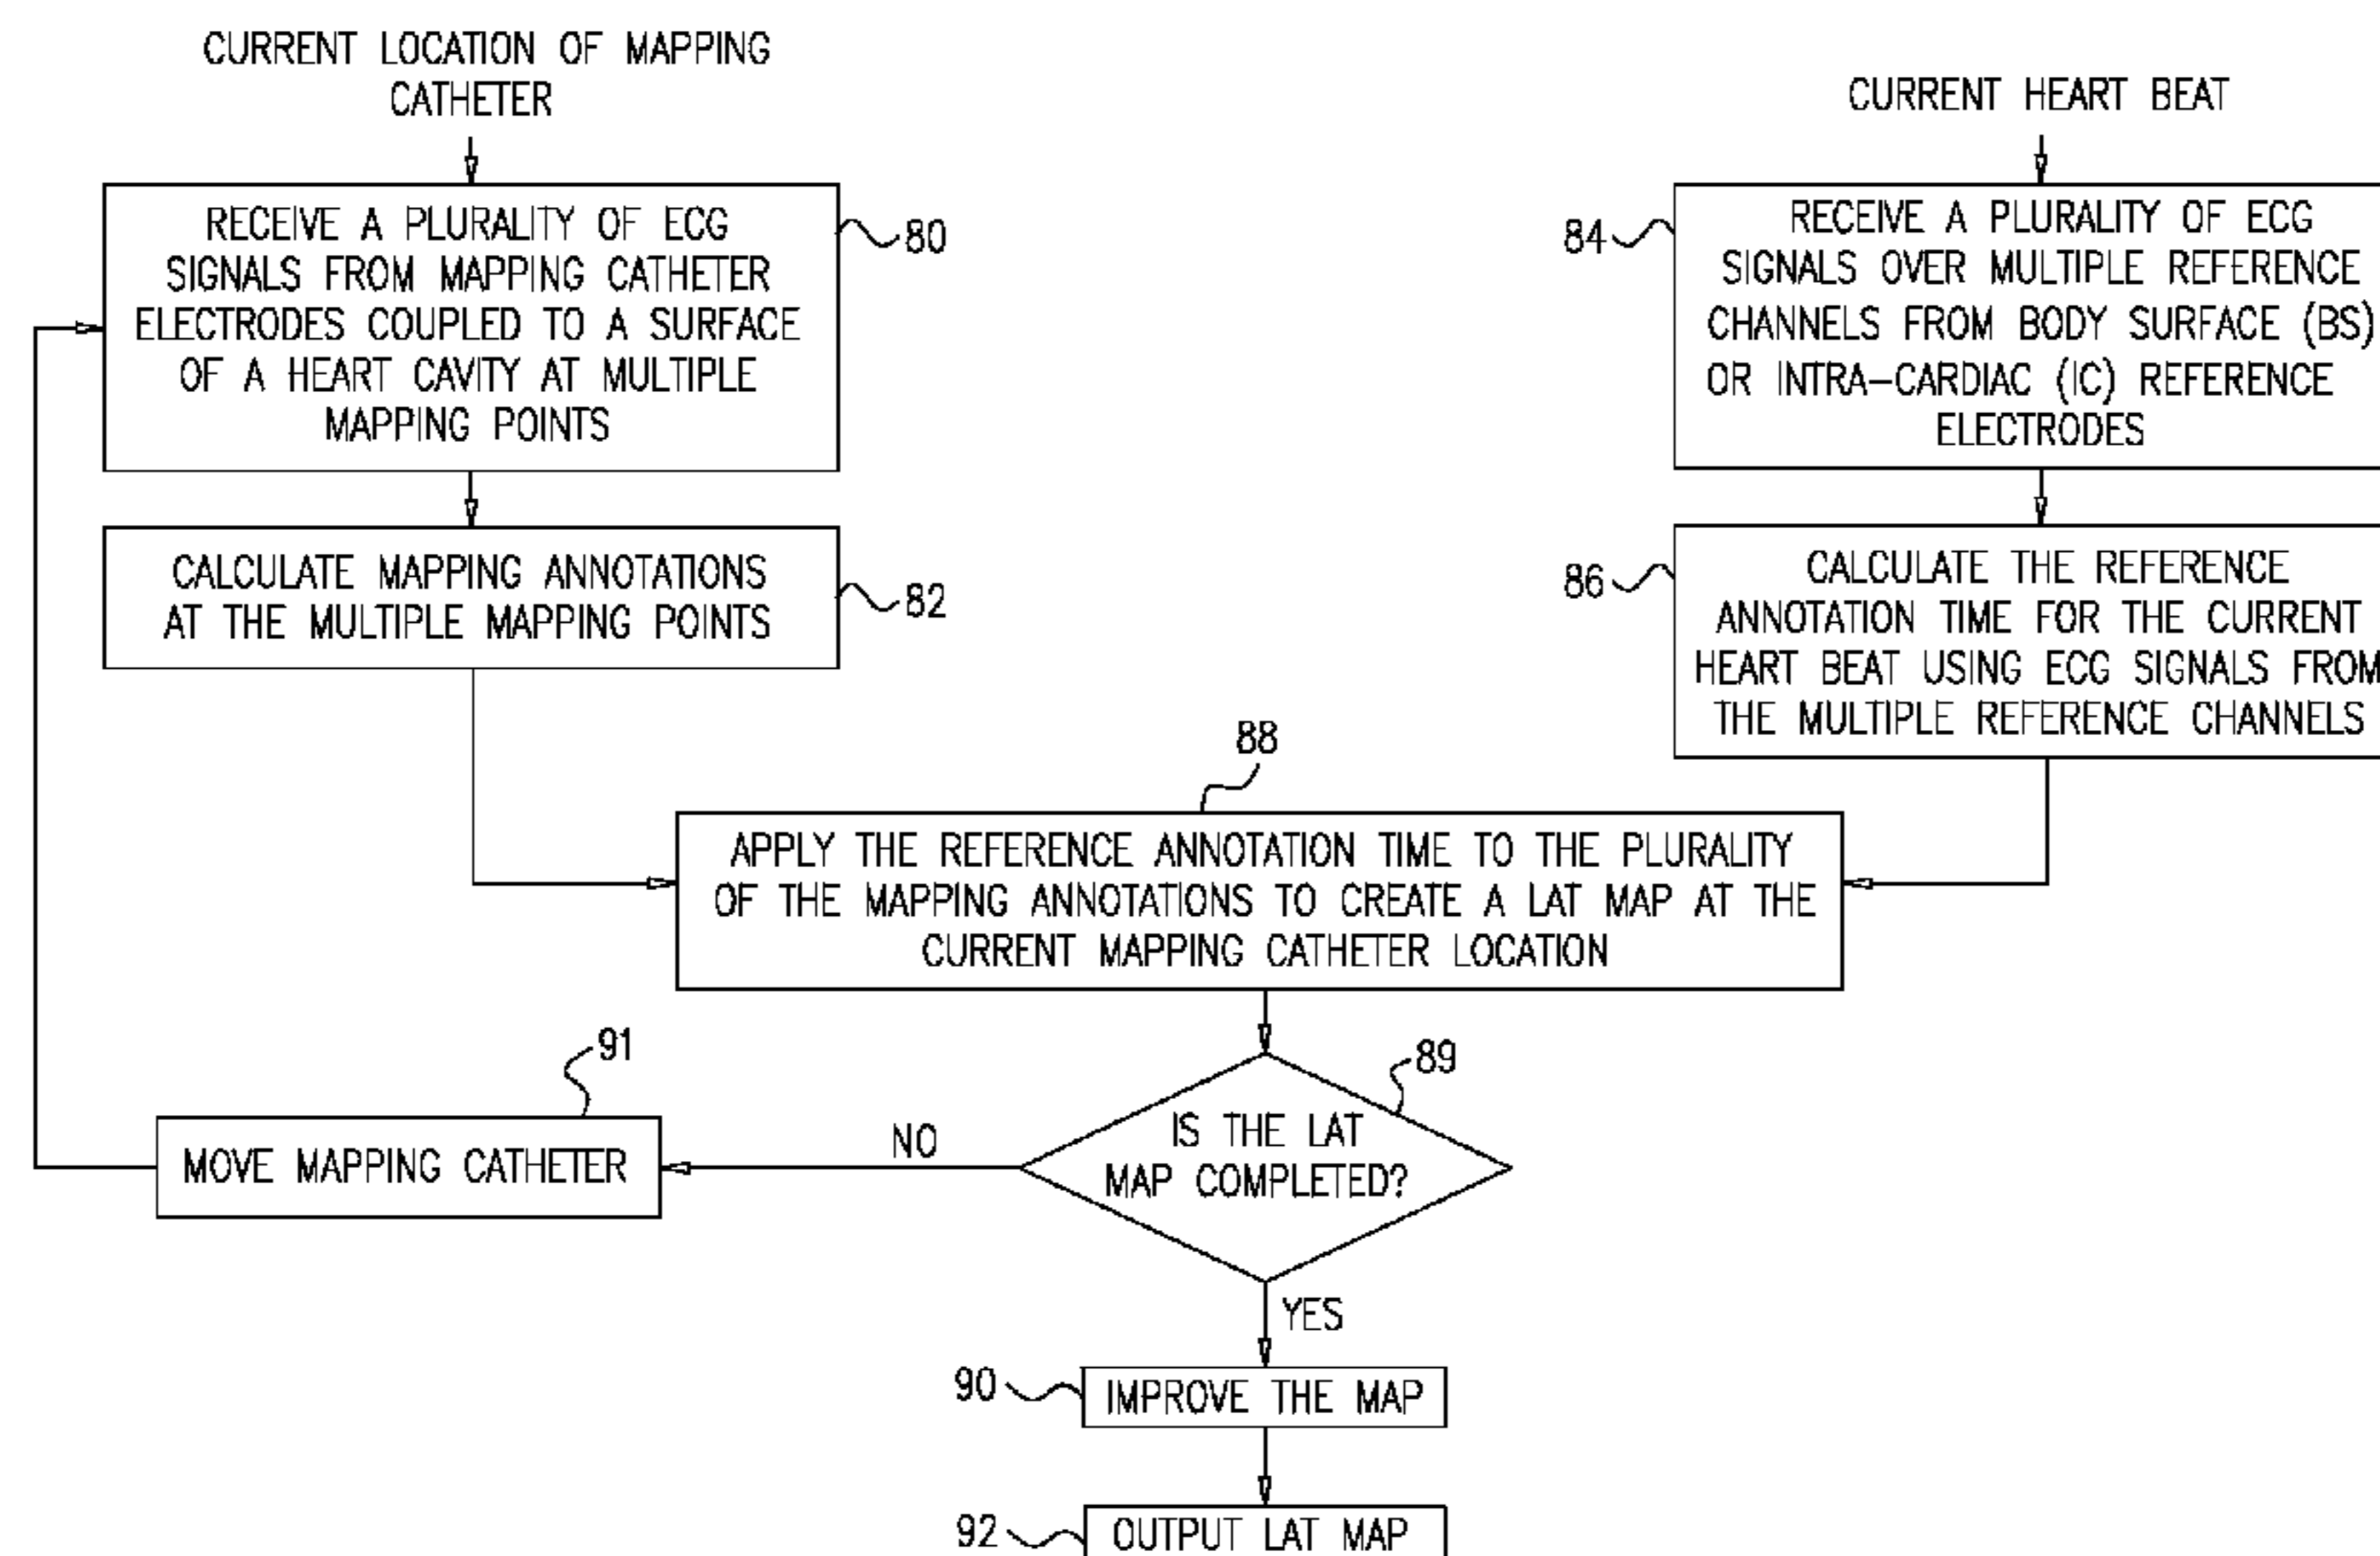 CURRENT LOCATION OF MAPPING
CATHETER
RECEIVE A PLURALITY OF ECG
SIGNALS FROM MAPPING CATHETER
ELECTRODES COUPLED TO A SURFACE
OF A HEART CAVITY AT MULTIPLE
MAPPING POINTS
80
CALCULATE MAPPING ANNOTATIONS
AT THE MULTIPLE MAPPING POINTS
82
CURRENT HEART BEAT
84
RECEIVE A PLURALITY OF ECG
SIGNALS OVER MULTIPLE REFERENCE
CHANNELS FROM BODY SURFACE (BS)
OR INTRA-CARDIAC (IC) REFERENCE
ELECTRODES
86
CALCULATE THE REFERENCE
ANNOTATION TIME FOR THE CURRENT
HEART BEAT USING ECG SIGNALS FROM
THE MULTIPLE REFERENCE CHANNELS
88
APPLY THE REFERENCE ANNOTATION TIME TO THE PLURALITY
OF THE MAPPING ANNOTATIONS TO CREATE A LAT MAP AT THE
CURRENT MAPPING CATHETER LOCATION
89
IS THE LAT
MAP COMPLETED?
NO
91
MOVE MAPPING CATHETER
YES
90
IMPROVE THE MAP
92
OUTPUT LAT MAP